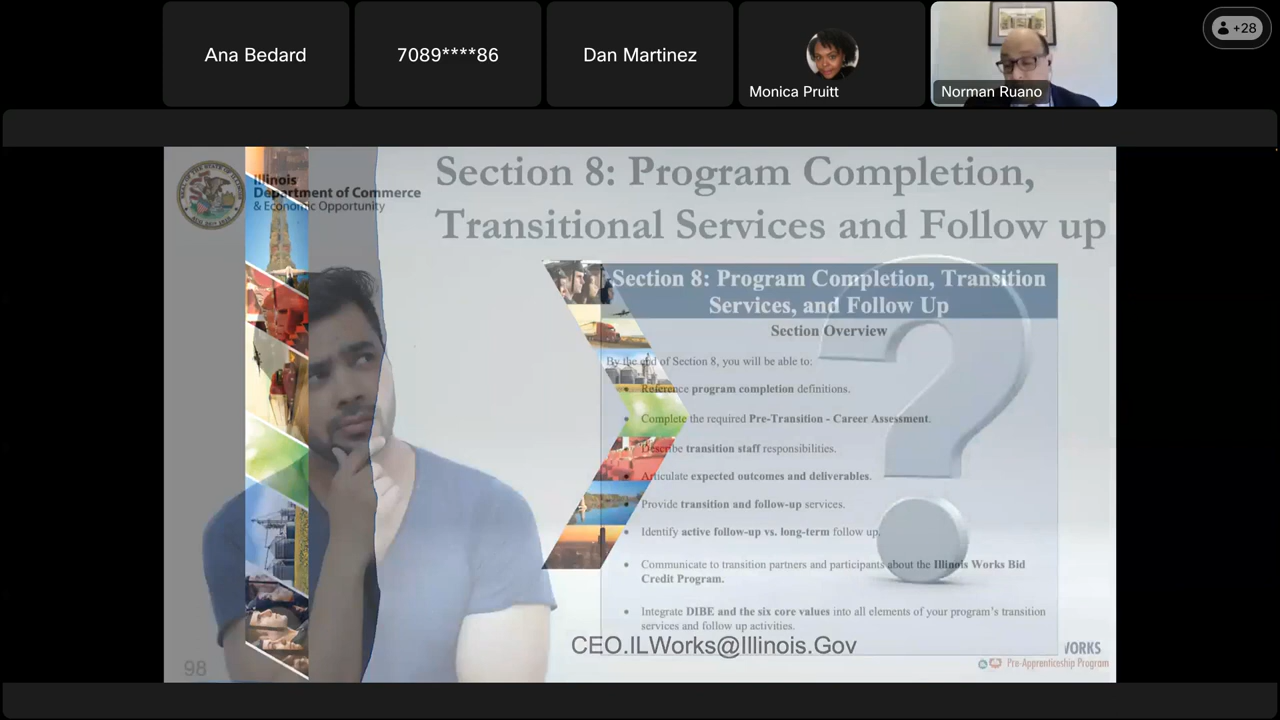 Ana Bedard
7089****86
Dan Martinez
Monica Pruitt
Norman Ruano
+28
Illinois
Department of Commerce
& Economic Opportunity
Section 8: Program Completion,
Transitional Services and Follow up
Section 8: Program Completion, Transition
Services, and Follow Up
Section Overview
By the end of Section 8, you will be able to:
• Reference program completion definitions.
• Complete the required Pre-Transition - Career Assessment.
• Describe transition staff responsibilities.
• Articulate expected outcomes and deliverables.
• Provide transition and follow-up services.
• Identify active follow-up vs. long-term follow up.
• Communicate to transition partners and participants about the Illinois Works Bid
Credit Program.
• Integrate DIBE and the six core values into all elements of your program's transition
services and follow up activities.
CEO.ILWorks@Illinois.Gov
WORKS
Pre-Apprenticeship Program
98